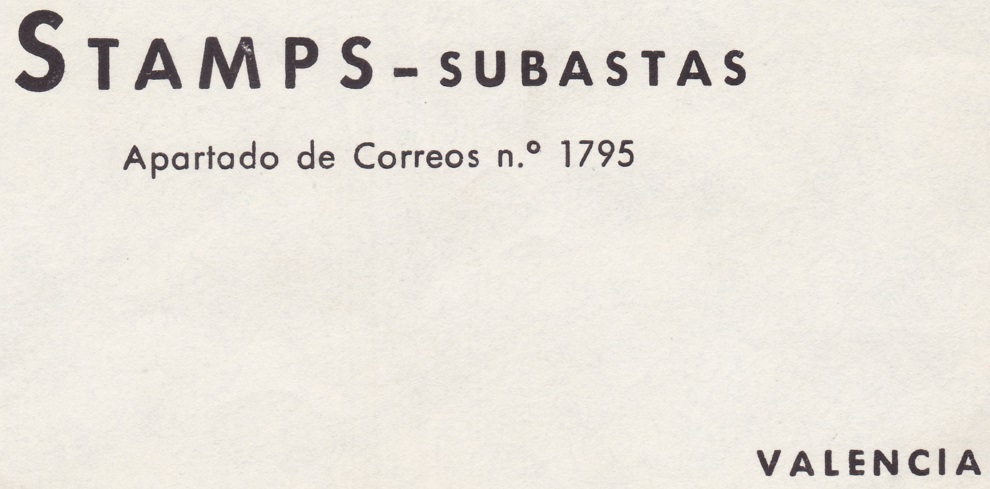 STAMPS - SUBASTAS
Apartado de Correos n.º 1795
VALENCIA